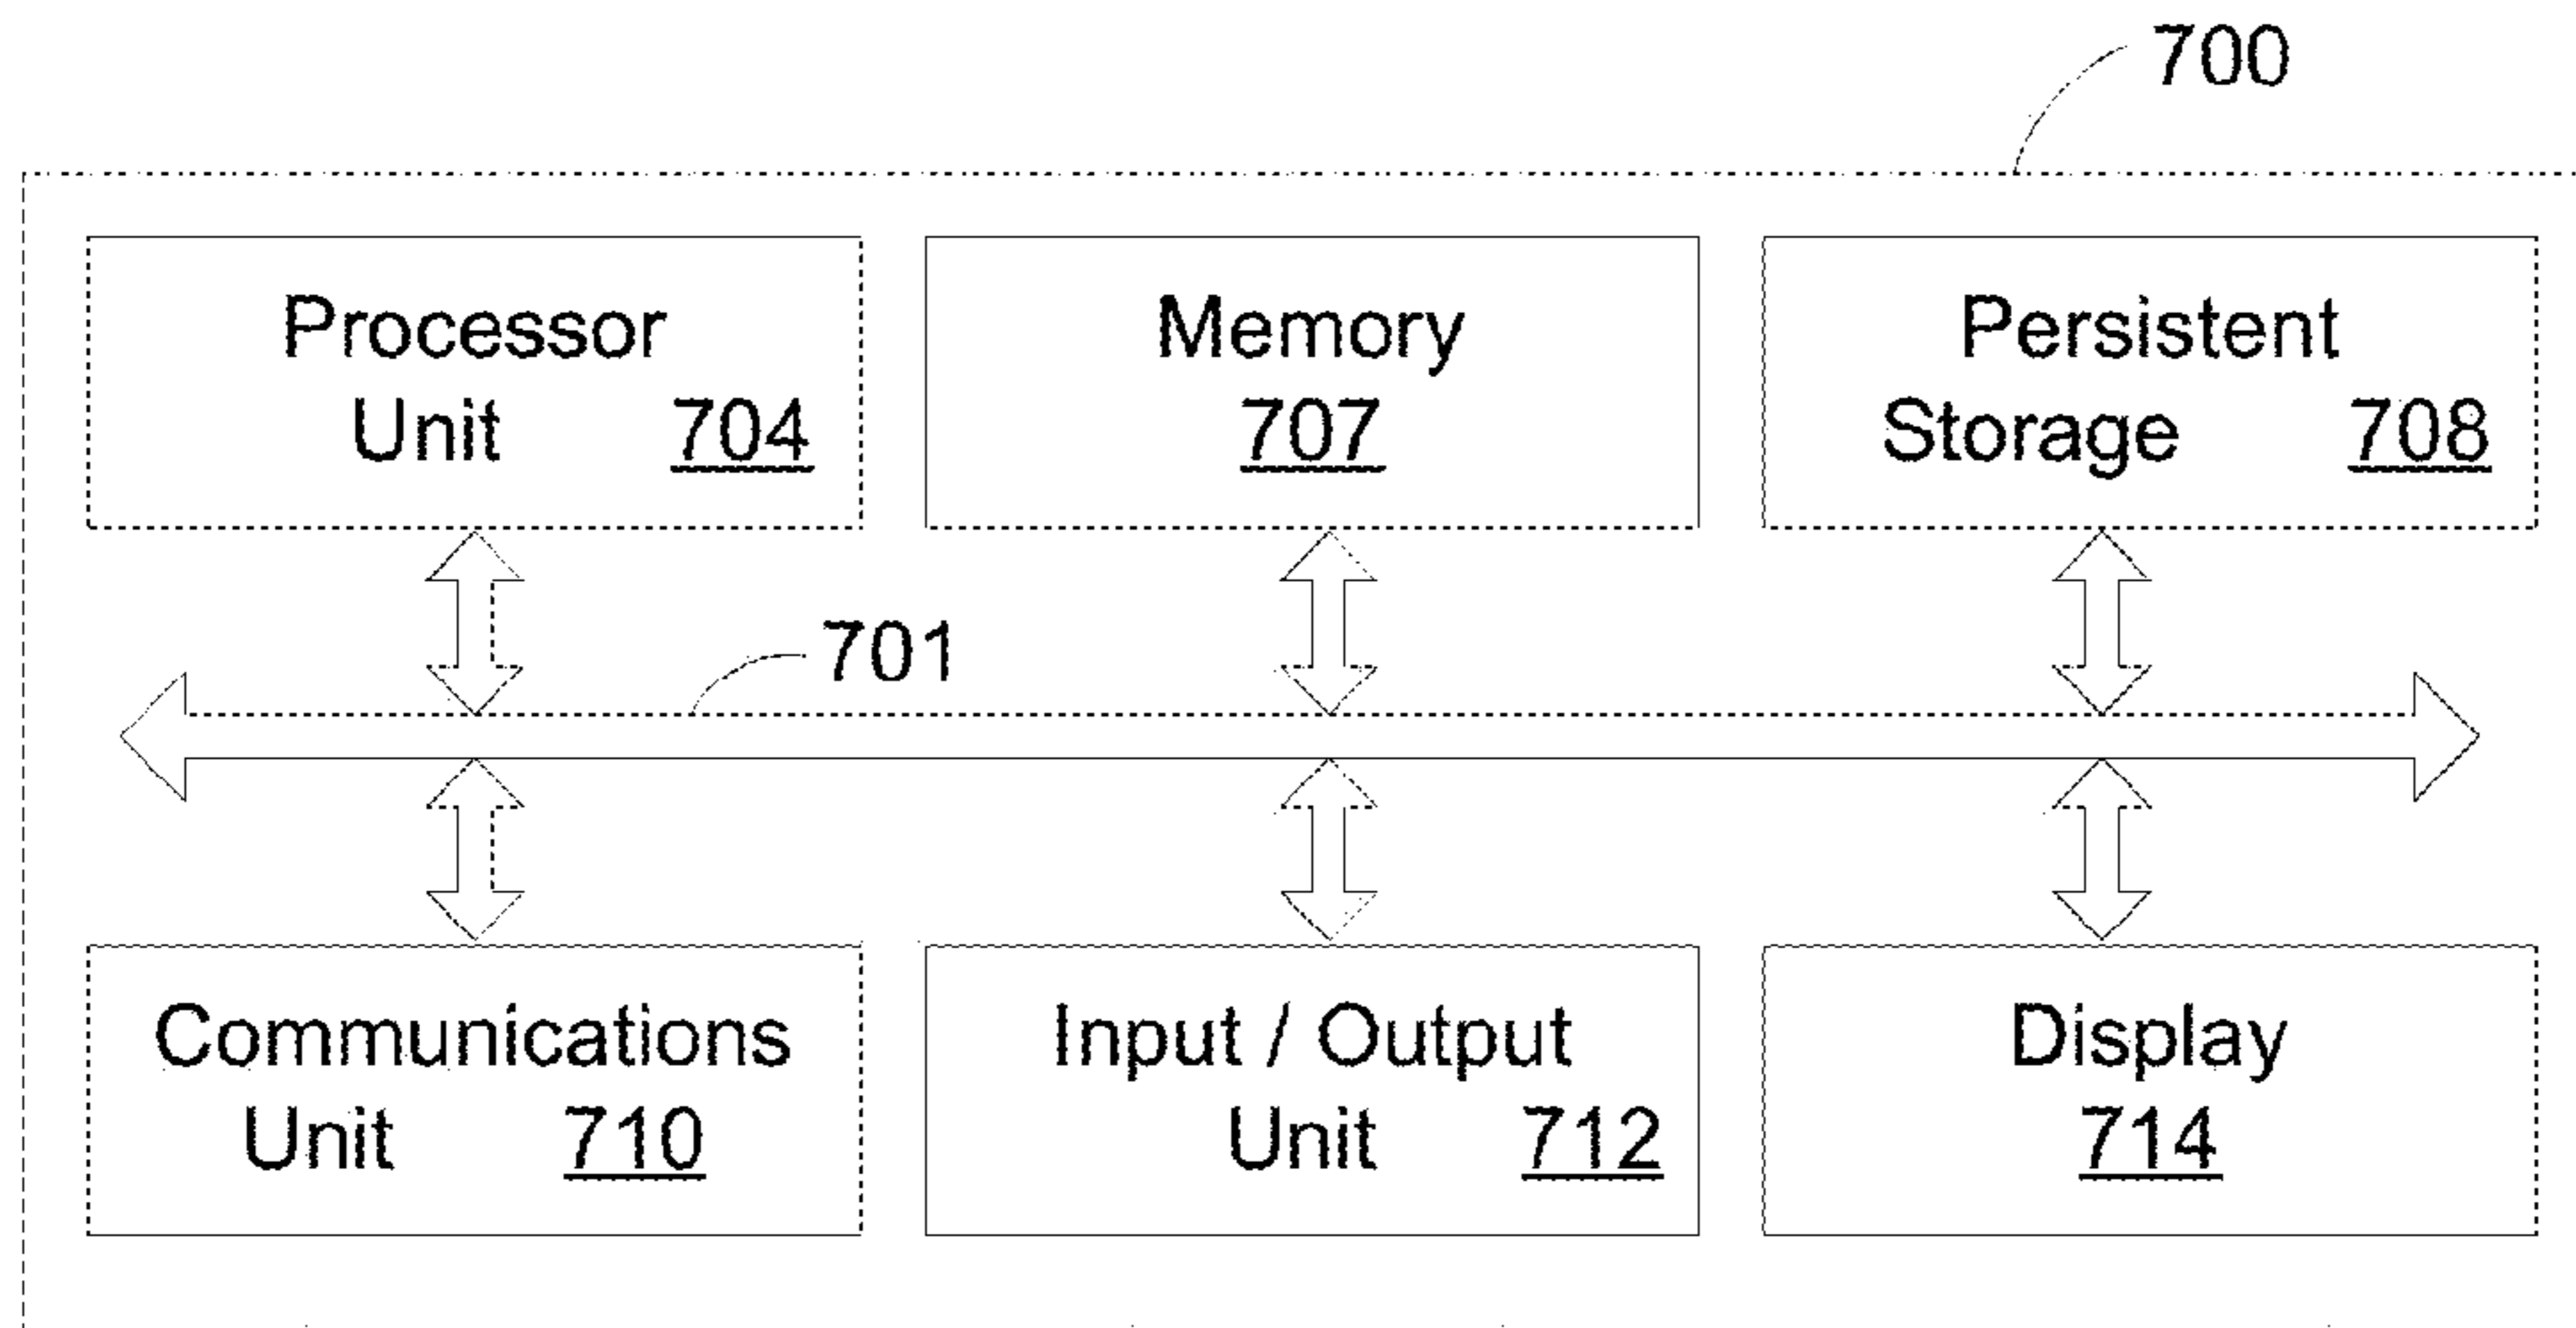 700
Processor
Unit 704
Memory
707
Persistent
Storage 708
701
Communications
Unit 710
Input / Output
Unit 712
Display
714